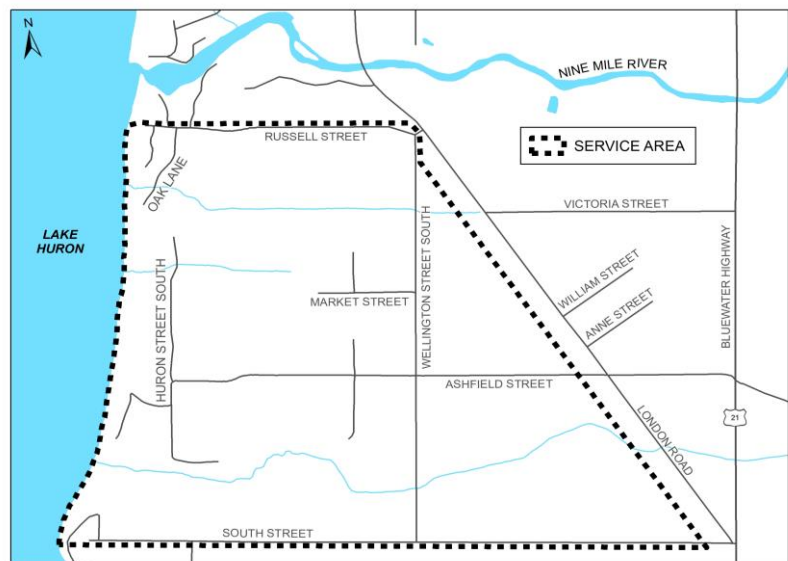 N
NINE MILE RIVER
RUSSELL STREET
SERVICE AREA
OAK LANE
VICTORIA STREET
LAKE
HURON
WELLINGTON STREET SOUTH
BLUEWATER HIGHWAY
HURON STREET SOUTH
WILLIAM STREET
MARKET STREET
ANNE STREET
ASHFIELD STREET
LONDON ROAD
21
SOUTH STREET